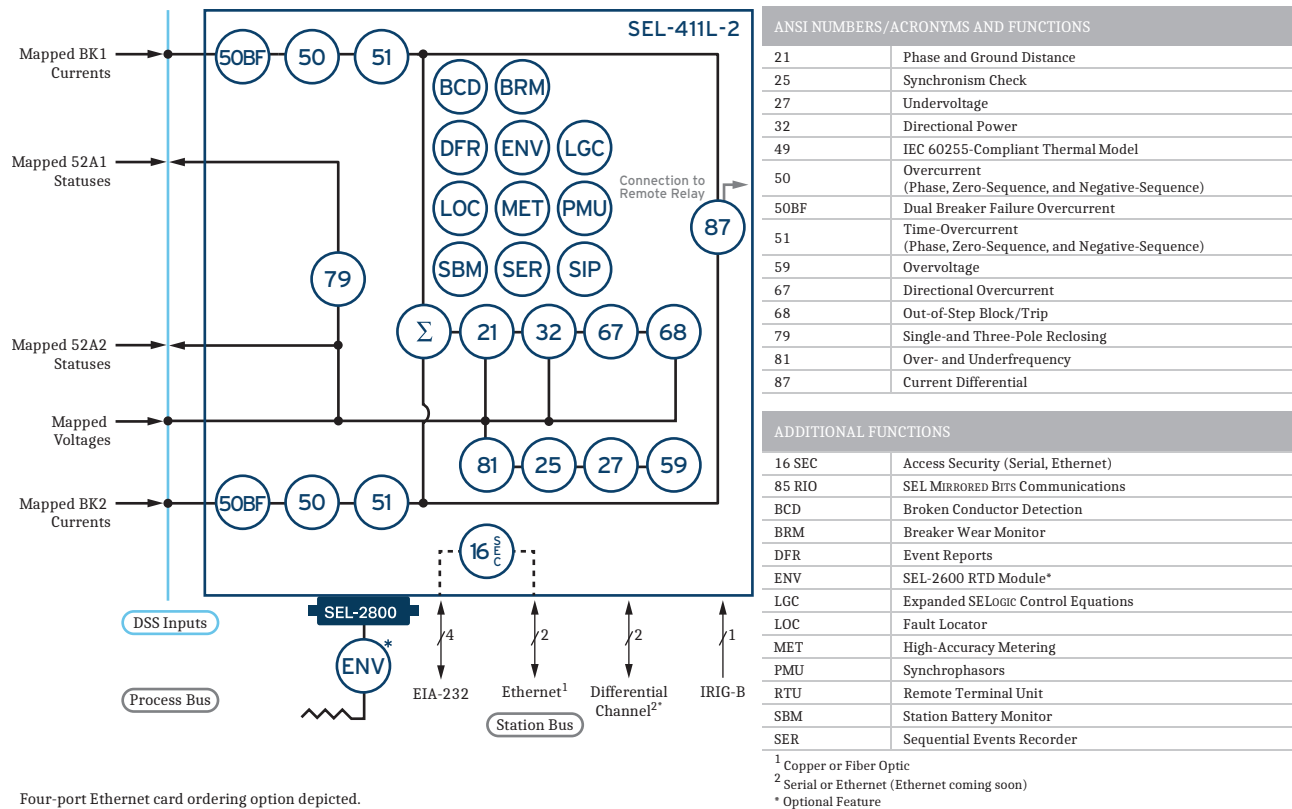 SEL-411L-2
Mapped BK1
Currents
50BF
50
51
BCD
BRM
DFR
ENV
LGC
Mapped 52A1
Statuses
Connection to
Remote Relay
LOC
MET
PMU
87
79
SBM
SER
SIP
Σ
21
32
67
68
Mapped 52A2
Statuses
Mapped
Voltages
81
25
27
59
Mapped BK2
Currents
50BF
50
51
16 SEC
DSS Inputs
SEL-2800
ENV*
4
2
2
1
EIA-232
Ethernet1
Differential
Channel2*
IRIG-B
Process Bus
Station Bus
Four-port Ethernet card ordering option depicted.
ANSI NUMBERS/ACRONYMS AND FUNCTIONS
21 Phase and Ground Distance
25 Synchronism Check
27 Undervoltage
32 Directional Power
49 IEC 60255-Compliant Thermal Model
50 Overcurrent
(Phase, Zero-Sequence, and Negative-Sequence)
50BF Dual Breaker Failure Overcurrent
51 Time-Overcurrent
(Phase, Zero-Sequence, and Negative-Sequence)
59 Overvoltage
67 Directional Overcurrent
68 Out-of-Step Block/Trip
79 Single-and Three-Pole Reclosing
81 Over- and Underfrequency
87 Current Differential
ADDITIONAL FUNCTIONS
16 SEC Access Security (Serial, Ethernet)
85 RIO SEL MIRRORED BITS Communications
BCD Broken Conductor Detection
BRM Breaker Wear Monitor
DFR Event Reports
ENV SEL-2600 RTD Module*
LGC Expanded SELOGIC Control Equations
LOC Fault Locator
MET High-Accuracy Metering
PMU Synchrophasors
RTU Remote Terminal Unit
SBM Station Battery Monitor
SER Sequential Events Recorder
1 Copper or Fiber Optic
2 Serial or Ethernet (Ethernet coming soon)
* Optional Feature